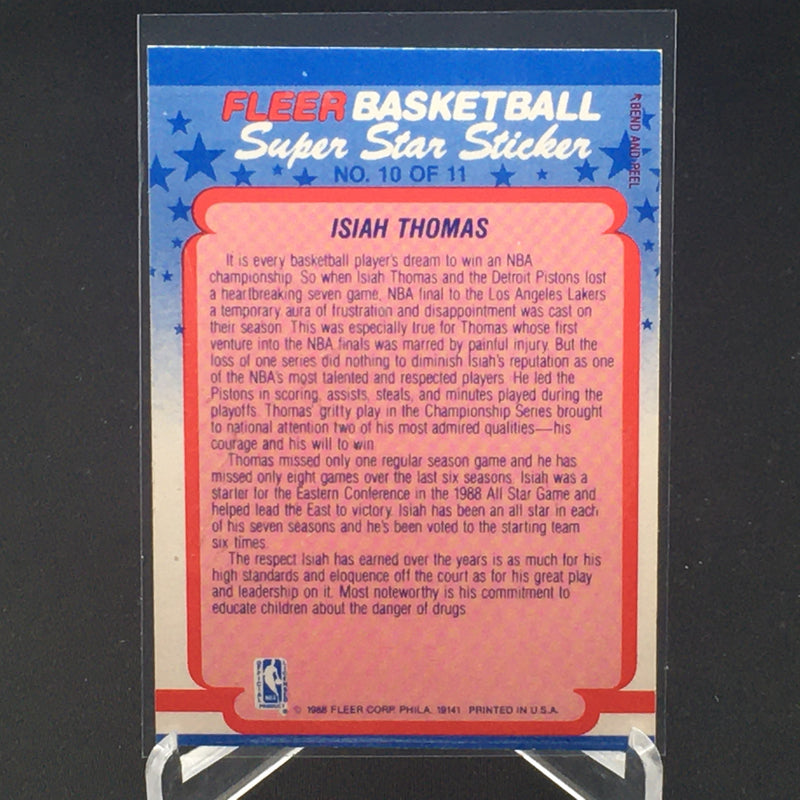 FLEER BASKETBALL
Super Star Sticker
NO. 10 OF 11
BEND AND PEEL
ISIAH THOMAS
It is every basketball player's dream to win an NBA
championship. So when Isiah Thomas and the Detroit Pistons lost
a heartbreaking seven game, NBA final to the Los Angeles Lakers
a temporary aura of frustration and disappointment was cast on
their season. This was especially true for Thomas whose first
venture into the NBA finals was marred by painful injury. But the
loss of one series did nothing to diminish Isiah's reputation as one
of the NBA's most talented and respected players. He led the
Pistons in scoring, assists, steals, and minutes played during the
playoffs. Thomas' gritty play in the Championship Series brought
to national attention two of his most admired qualities—his
courage and his will to win.
Thomas missed only one regular season game and he has
missed only eight games over the last six seasons. Isiah was a
starter for the Eastern Conference in the 1988 All Star Game and
helped lead the East to victory. Isiah has been an all star in each
of his seven seasons and he's been voted to the starting team
six times.
The respect Isiah has earned over the years is as much for his
high standards and eloquence off the court as for his great play
and leadership on it. Most noteworthy is his commitment to
educate children about the danger of drugs.
OFFICIAL NBA LICENSED PRODUCT
© 1988 FLEER CORP. PHILA. 19141 PRINTED IN U.S.A.